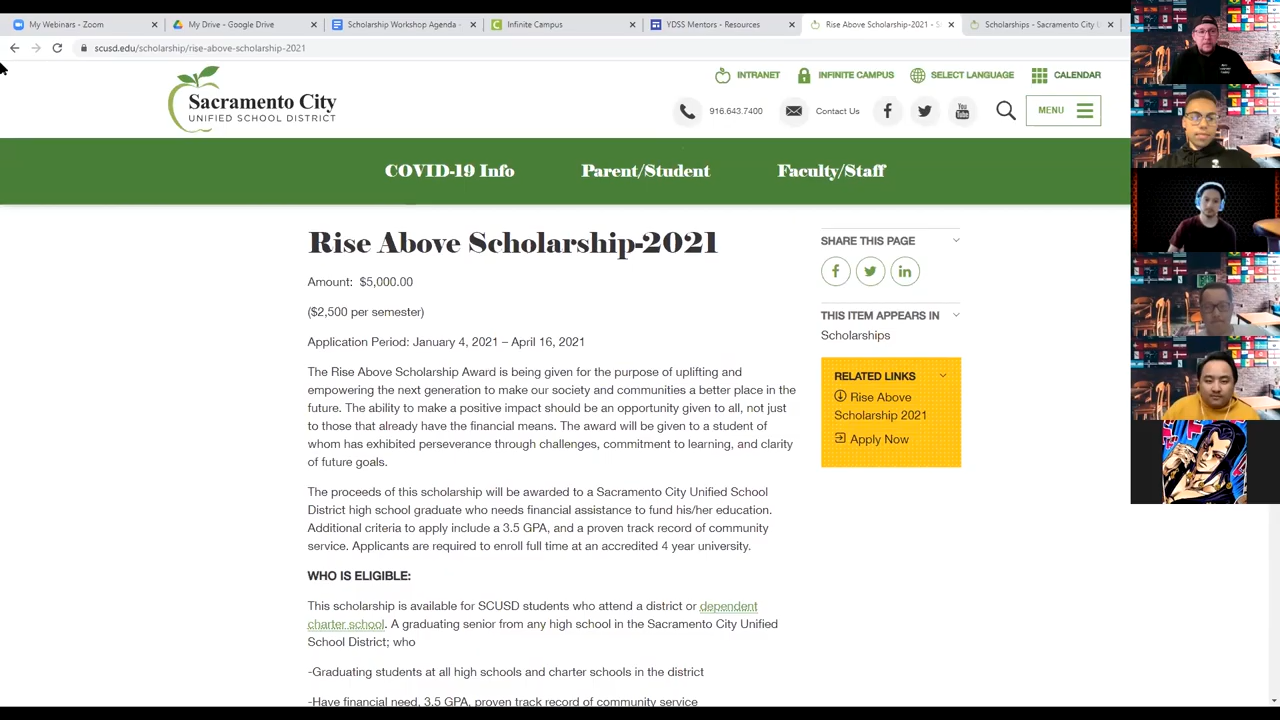 My Webinars - Zoom
My Drive - Google Drive
Scholarship Workshop Agenda -
Infinite Camp
YDSS Mentors - Resources
Rise Above Scholarship-2021 - S
Scholarships - Sacramento City U
scusd.edu/scholarship/rise-above-scholarship-2021
INTRANET
INFINITE CAMPUS
SELECT LANGUAGE
CALENDAR
Sacramento City
UNIFIED SCHOOL DISTRICT
916.643.7400
Contact Us
You Tube
MENU
COVID-19 Info
Parent/Student
Faculty/Staff
Rise Above Scholarship-2021
Amount: $5,000.00
($2,500 per semester)
Application Period: January 4, 2021 – April 16, 2021
The Rise Above Scholarship Award is being given for the purpose of uplifting and
empowering the next generation to make our society and communities a better place in the
future. The ability to make a positive impact should be an opportunity given to all, not just
to those that already have the financial means. The award will be given to a student of
whom has exhibited perseverance through challenges, commitment to learning, and clarity
of future goals.
The proceeds of this scholarship will be awarded to a Sacramento City Unified School
District high school graduate who needs financial assistance to fund his/her education.
Additional criteria to apply include a 3.5 GPA, and a proven track record of community
service. Applicants are required to enroll full time at an accredited 4 year university.
WHO IS ELIGIBLE:
This scholarship is available for SCUSD students who attend a district or dependent
charter school. A graduating senior from any high school in the Sacramento City Unified
School District; who
-Graduating students at all high schools and charter schools in the district
-Have financial need, 3.5 GPA, proven track record of community service
SHARE THIS PAGE
THIS ITEM APPEARS IN
Scholarships
RELATED LINKS
Rise Above
Scholarship 2021
Apply Now